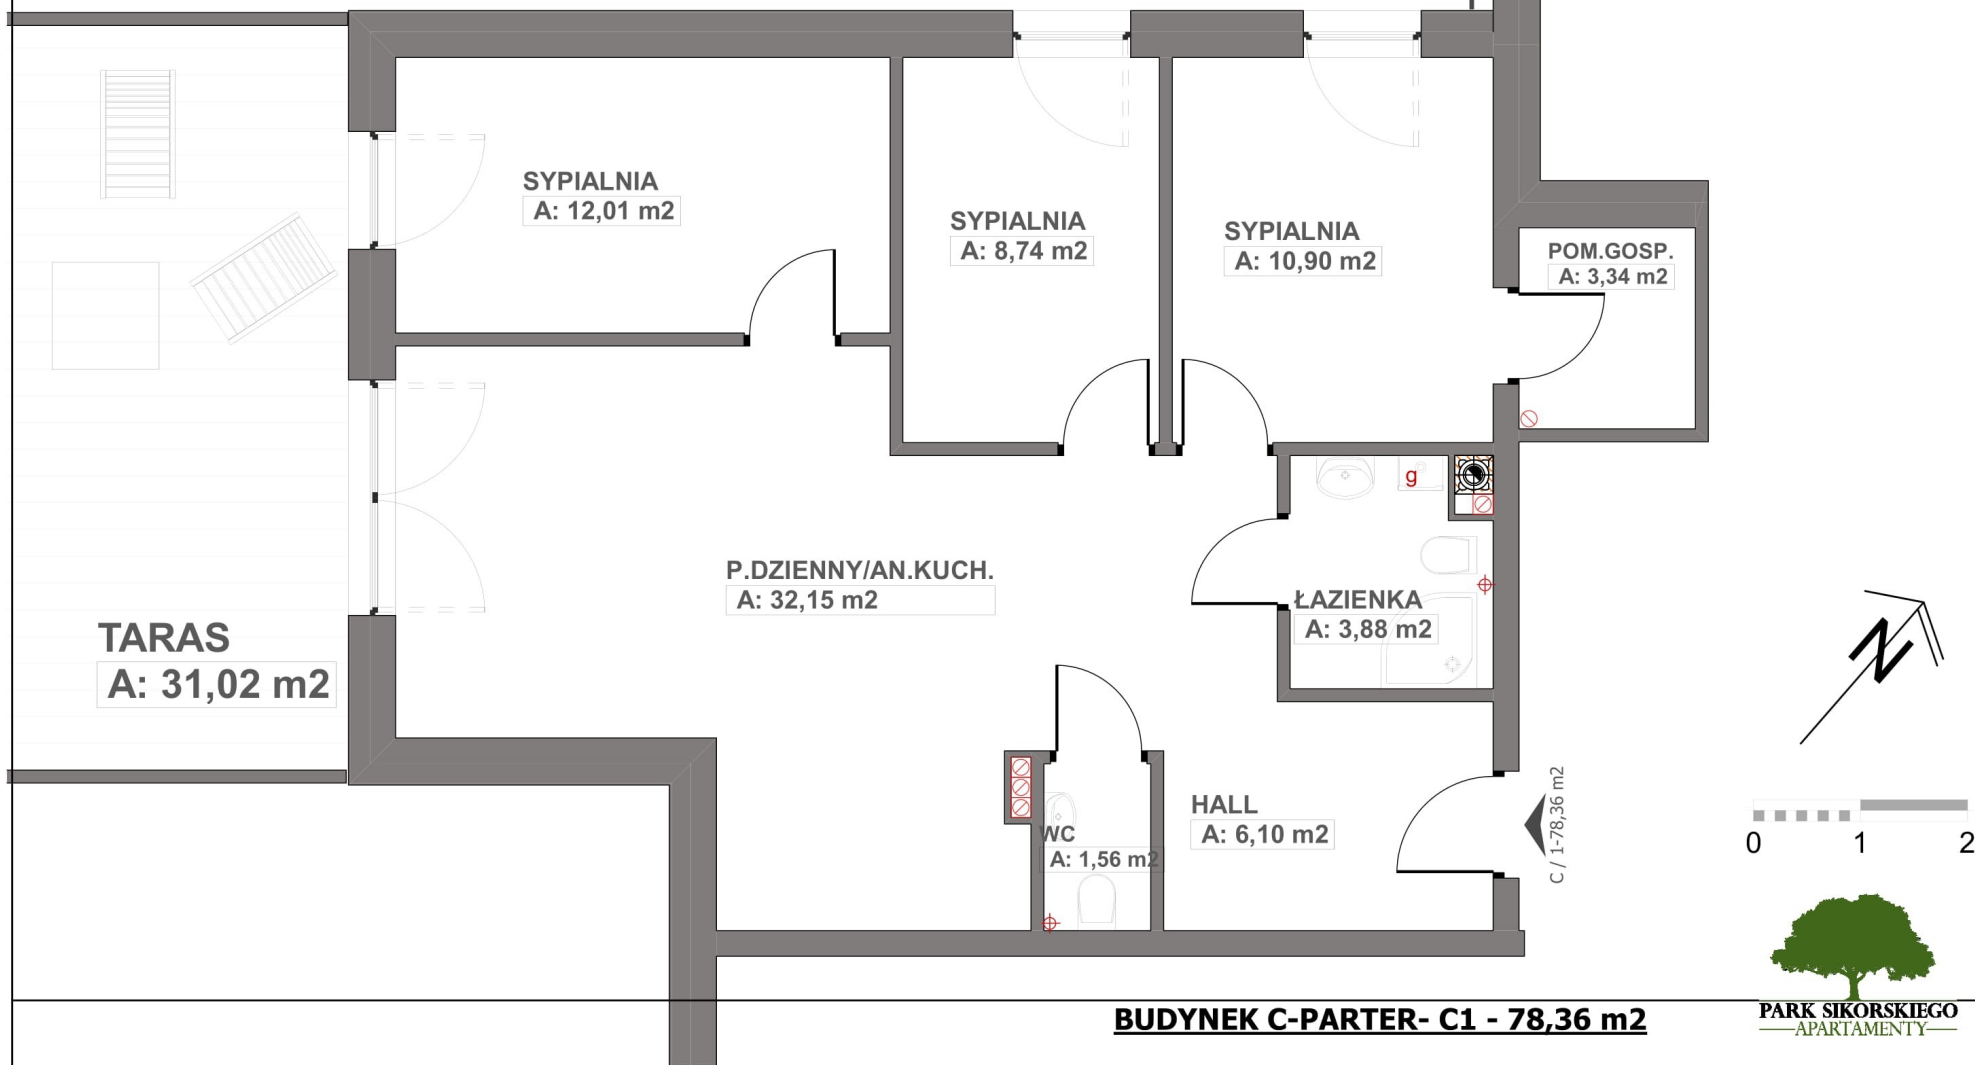 SYPIALNIA
A: 12,01 m2
SYPIALNIA
A: 8,74 m2
SYPIALNIA
A: 10,90 m2
POM.GOSP.
A: 3,34 m2
g
P.DZIENNY/AN.KUCH.
A: 32,15 m2
ŁAZIENKA
A: 3,88 m2
TARAS
A: 31,02 m2
N
HALL
A: 6,10 m2
WC
A: 1,56 m2
C / 1-78,36 m2
0 1 2
BUDYNEK C-PARTER- C1 - 78,36 m2
PARK SIKORSKIEGO
APARTAMENTY